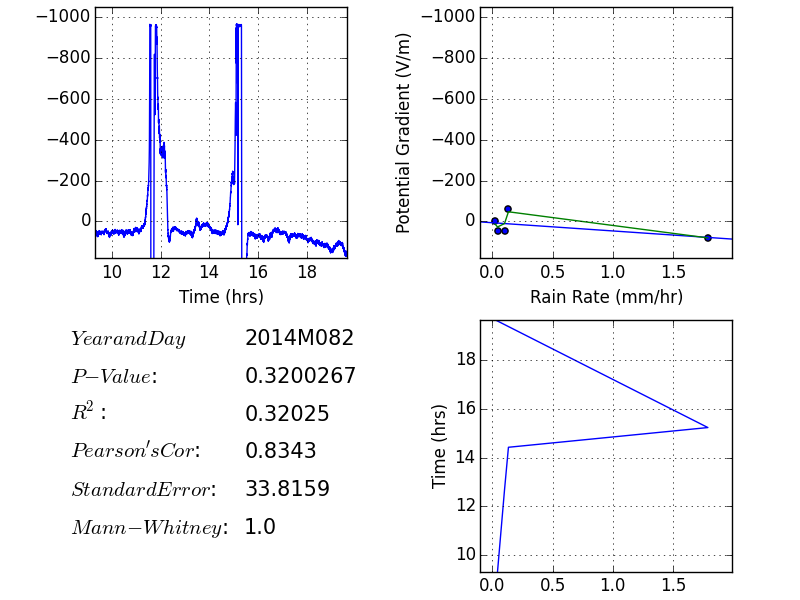 −1000
−800
−600
−400
−200
0
10 12 14 16 18
Time (hrs)
Potential Gradient (V/m)
−1000
−800
−600
−400
−200
0
0.0 0.5 1.0 1.5
Rain Rate (mm/hr)
YearandDay 2014M082
P−Value: 0.3200267
R²: 0.32025
Pearson'sCor: 0.8343
StandardError: 33.8159
Mann−Whitney: 1.0
Time (hrs)
18
16
14
12
10
0.0 0.5 1.0 1.5